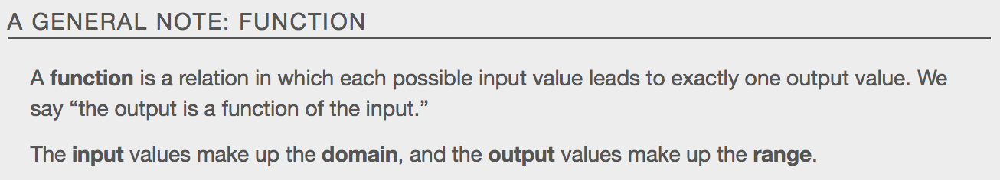 A GENERAL NOTE: FUNCTION
A function is a relation in which each possible input value leads to exactly one output value. We
say “the output is a function of the input.”
The input values make up the domain, and the output values make up the range.